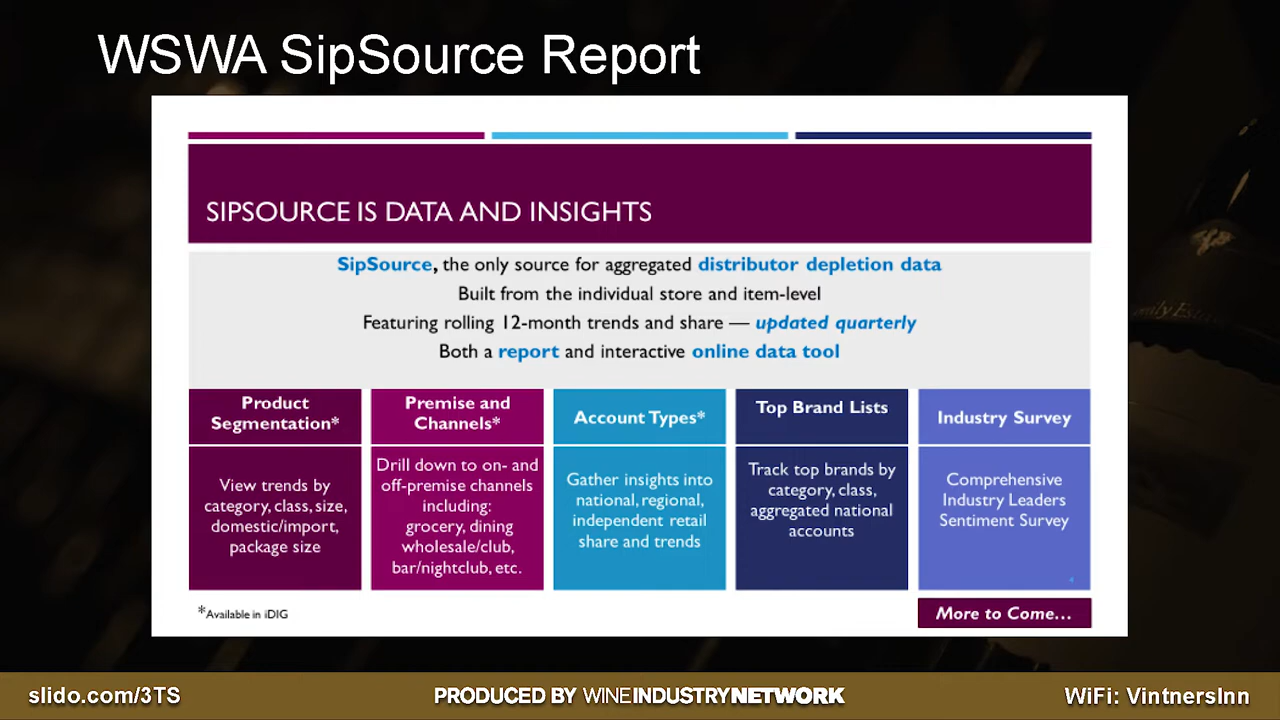 WSWA SipSource Report
SIPSOURCE IS DATA AND INSIGHTS
SipSource, the only source for aggregated distributor depletion data
Built from the individual store and item-level
Featuring rolling 12-month trends and share — updated quarterly
Both a report and interactive online data tool
Product
Segmentation*
View trends by
category, class, size,
domestic/import,
package size
Premise and
Channels*
Drill down to on- and
off-premise channels
including:
grocery, dining
wholesale/club,
bar/nightclub, etc.
Account Types*
Gather insights into
national, regional,
independent retail
share and trends
Top Brand Lists
Track top brands by
category, class,
aggregated national
accounts
Industry Survey
Comprehensive
Industry Leaders
Sentiment Survey
4
*Available in iDIG
More to Come...
slido.com/3TS
PRODUCED BY WINEINDUSTRYNETWORK
WiFi: VintnersInn